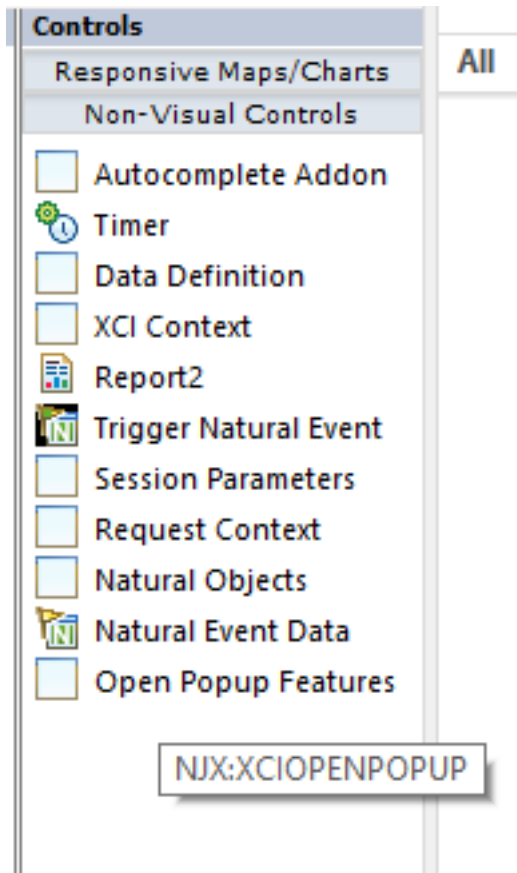 Controls
All
Responsive Maps/Charts
Non-Visual Controls
Autocomplete Addon
Timer
Data Definition
XCI Context
Report2
Trigger Natural Event
Session Parameters
Request Context
Natural Objects
Natural Event Data
Open Popup Features
NJX:XCIOPENPOPUP